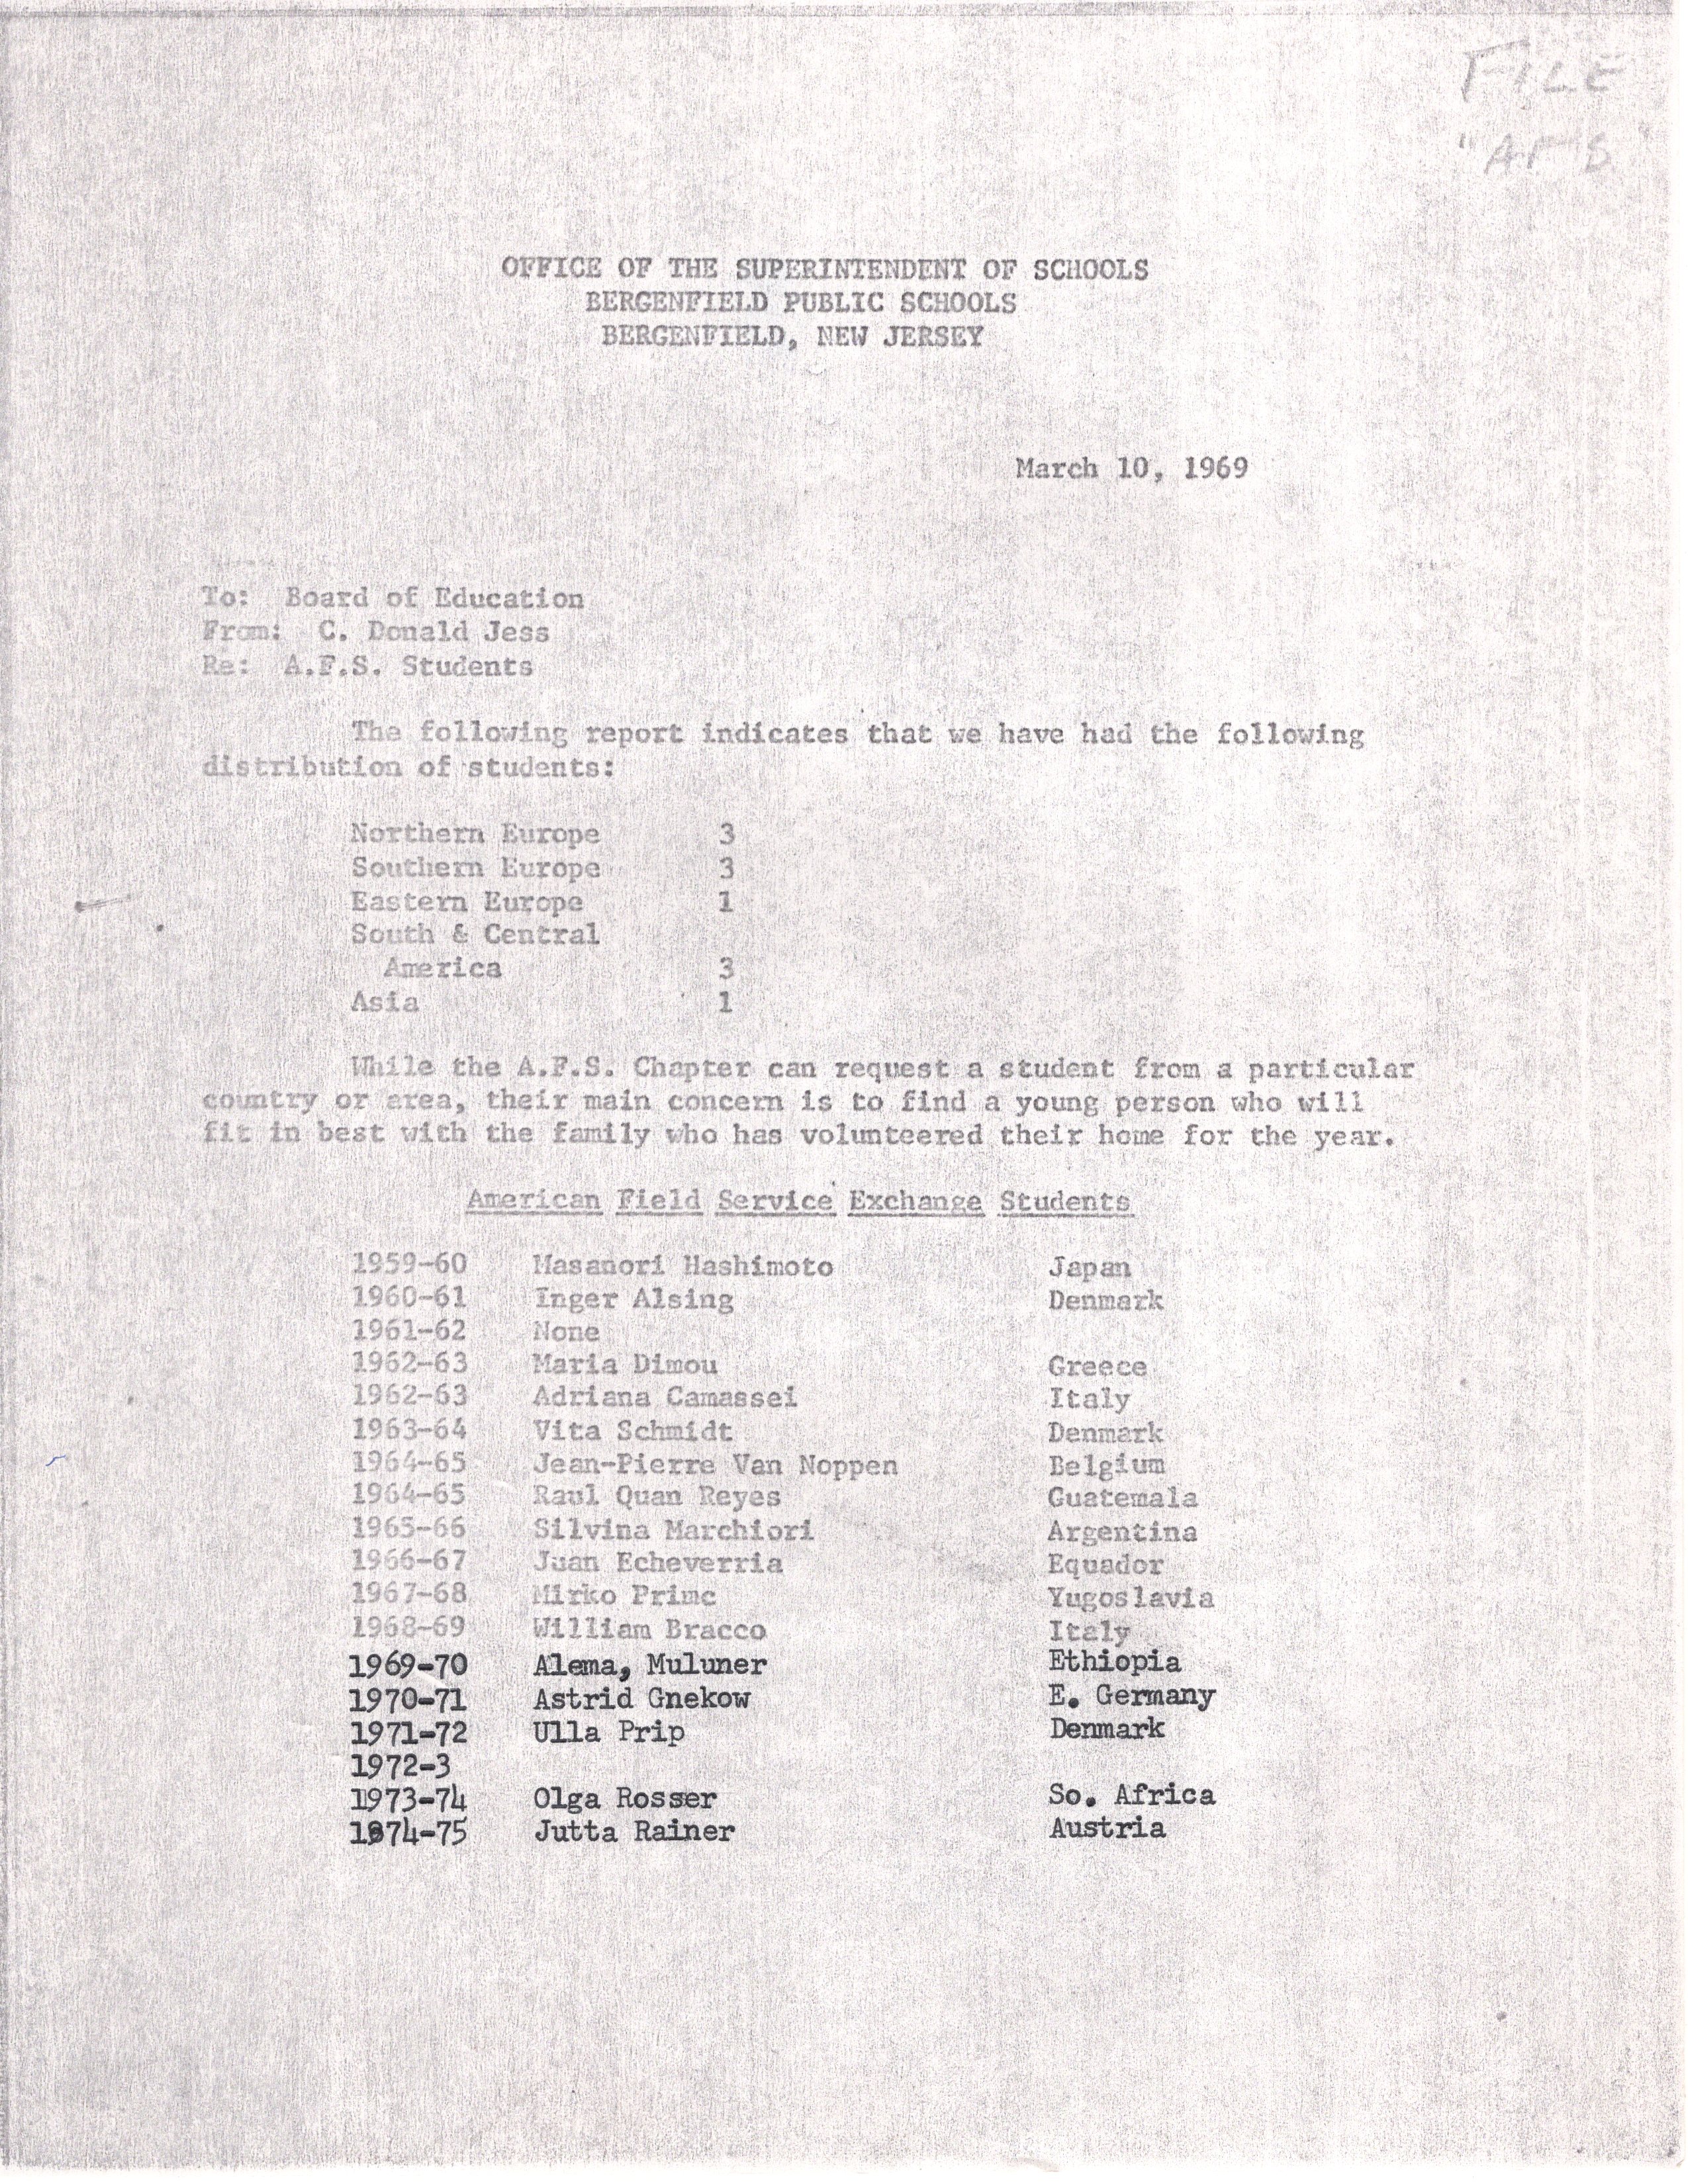 FILE
"AFS"
OFFICE OF THE SUPERINTENDENT OF SCHOOLS
BERGENFIELD PUBLIC SCHOOLS
BERGENFIELD, NEW JERSEY
March 10, 1969
To: Board of Education
From: C. Donald Jess
Re: A.F.S. Students
The following report indicates that we have had the following
distribution of students:
Northern Europe 3
Southern Europe 3
Eastern Europe 1
South & Central
America 3
Asia 1
While the A.F.S. Chapter can request a student from a particular
country or area, their main concern is to find a young person who will
fit in best with the family who has volunteered their home for the year.
American Field Service Exchange Students
1959-60 Masanori Hashimoto Japan
1960-61 Inger Alsing Denmark
1961-62 None
1962-63 Maria Dimou Greece
1962-63 Adriana Camassei Italy
1963-64 Vita Schmidt Denmark
1964-65 Jean-Pierre Van Noppen Belgium
1964-65 Raul Quan Reyes Guatemala
1965-66 Silvina Marchiori Argentina
1966-67 Juan Echeverria Equador
1967-68 Mirko Primc Yugoslavia
1968-69 William Bracco Italy
1969-70 Alema, Muluner Ethiopia
1970-71 Astrid Gnekow E. Germany
1971-72 Ulla Prip Denmark
1972-3
1973-74 Olga Rosser So. Africa
1974-75 Jutta Rainer Austria